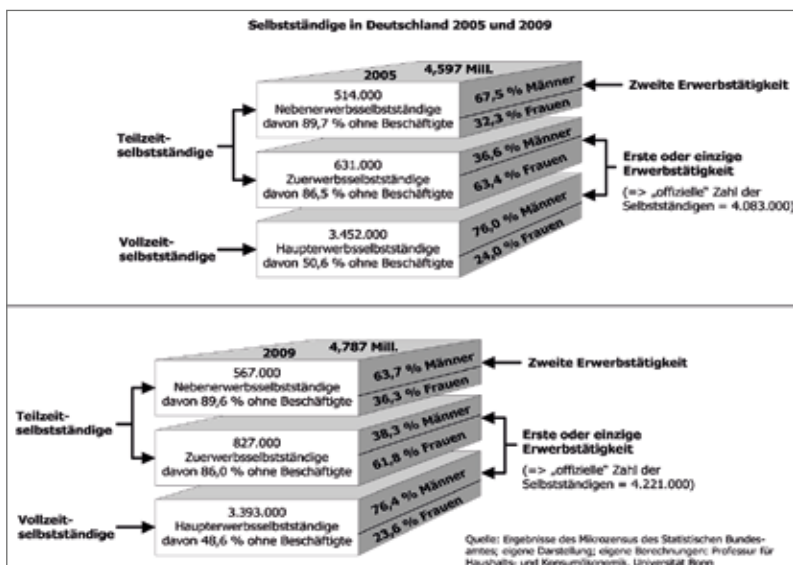 Selbstständige in Deutschland 2005 und 2009
2005
4,597 Mill.
514.000
Nebenerwerbsselbstständige
davon 89,7 % ohne Beschäftigte
67,5 % Männer
32,3 % Frauen
Zweite Erwerbstätigkeit
Teilzeit-
selbstständige
631.000
Zuerwerbsselbstständige
davon 86,5 % ohne Beschäftigte
36,6 % Männer
63,4 % Frauen
Erste oder einzige
Erwerbstätigkeit
(=> „offizielle“ Zahl der
Selbstständigen = 4.083.000)
Vollzeit-
selbstständige
3.452.000
Haupterwerbsselbstständige
davon 50,6 % ohne Beschäftigte
76,0 % Männer
24,0 % Frauen
2009
4,787 Mill.
567.000
Nebenerwerbsselbstständige
davon 89,6 % ohne Beschäftigte
63,7 % Männer
36,3 % Frauen
Zweite Erwerbstätigkeit
Teilzeit-
selbstständige
827.000
Zuerwerbsselbstständige
davon 86,0 % ohne Beschäftigte
38,3 % Männer
61,8 % Frauen
Erste oder einzige
Erwerbstätigkeit
(=> „offizielle“ Zahl der
Selbstständigen = 4.221.000)
Vollzeit-
selbstständige
3.393.000
Haupterwerbsselbstständige
davon 48,6 % ohne Beschäftigte
76,4 % Männer
23,6 % Frauen
Quelle: Ergebnisse des Mikrozensus des Statistischen Bundes-
amtes; eigene Darstellung; eigene Berechnungen; Professur für
Haushalts- und Konsumökonomik, Universität Bonn